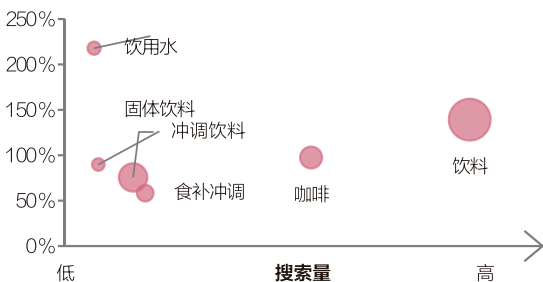 250%
饮用水
200%
150%
固体饮料
冲调饮料
100%
饮料
食补冲调
咖啡
50%
0%
低
搜索量
高